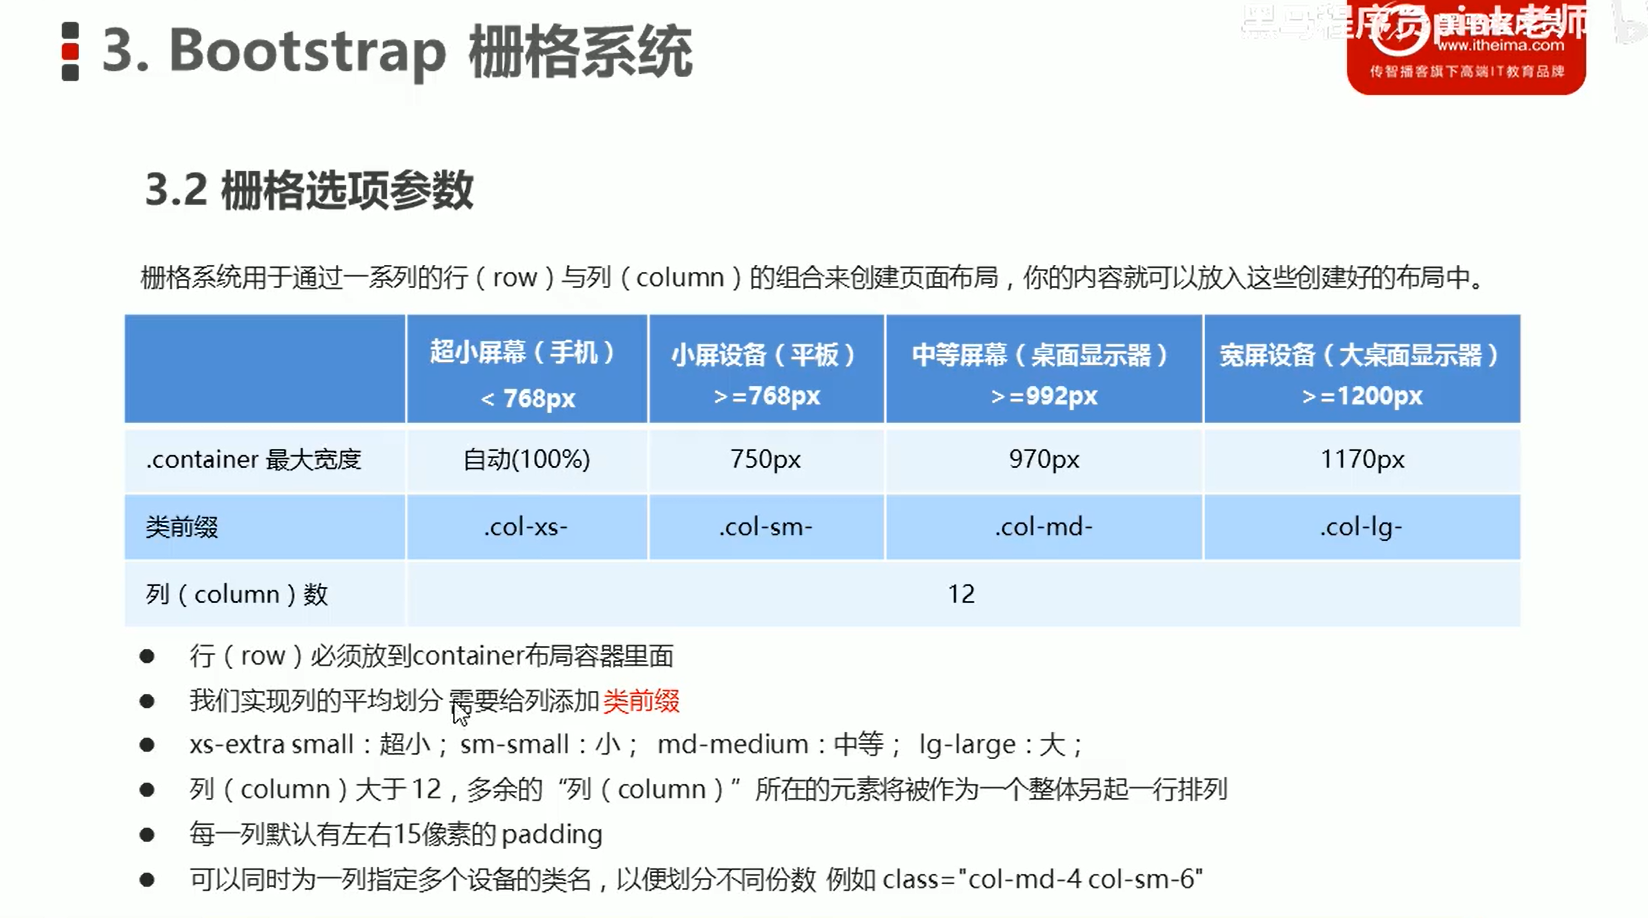 3. Bootstrap 栅格系统
黑马程序员pink老师
www.itheima.com
传智播客旗下高端IT教育品牌
3.2 栅格选项参数
栅格系统用于通过一系列的行（row）与列（column）的组合来创建页面布局，你的内容就可以放入这些创建好的布局中。
超小屏幕（手机） 小屏设备（平板） 中等屏幕（桌面显示器） 宽屏设备（大桌面显示器）
< 768px >=768px >=992px >=1200px
.container 最大宽度 自动(100%) 750px 970px 1170px
类前缀 .col-xs- .col-sm- .col-md- .col-lg-
列（column）数 12
● 行（row）必须放到container布局容器里面
● 我们实现列的平均划分 需要给列添加 类前缀
● xs-extra small：超小； sm-small：小； md-medium：中等； lg-large：大；
● 列（column）大于 12，多余的“列（column）”所在的元素将被作为一个整体另起一行排列
● 每一列默认有左右15像素的 padding
● 可以同时为一列指定多个设备的类名，以便划分不同份数 例如 class="col-md-4 col-sm-6"